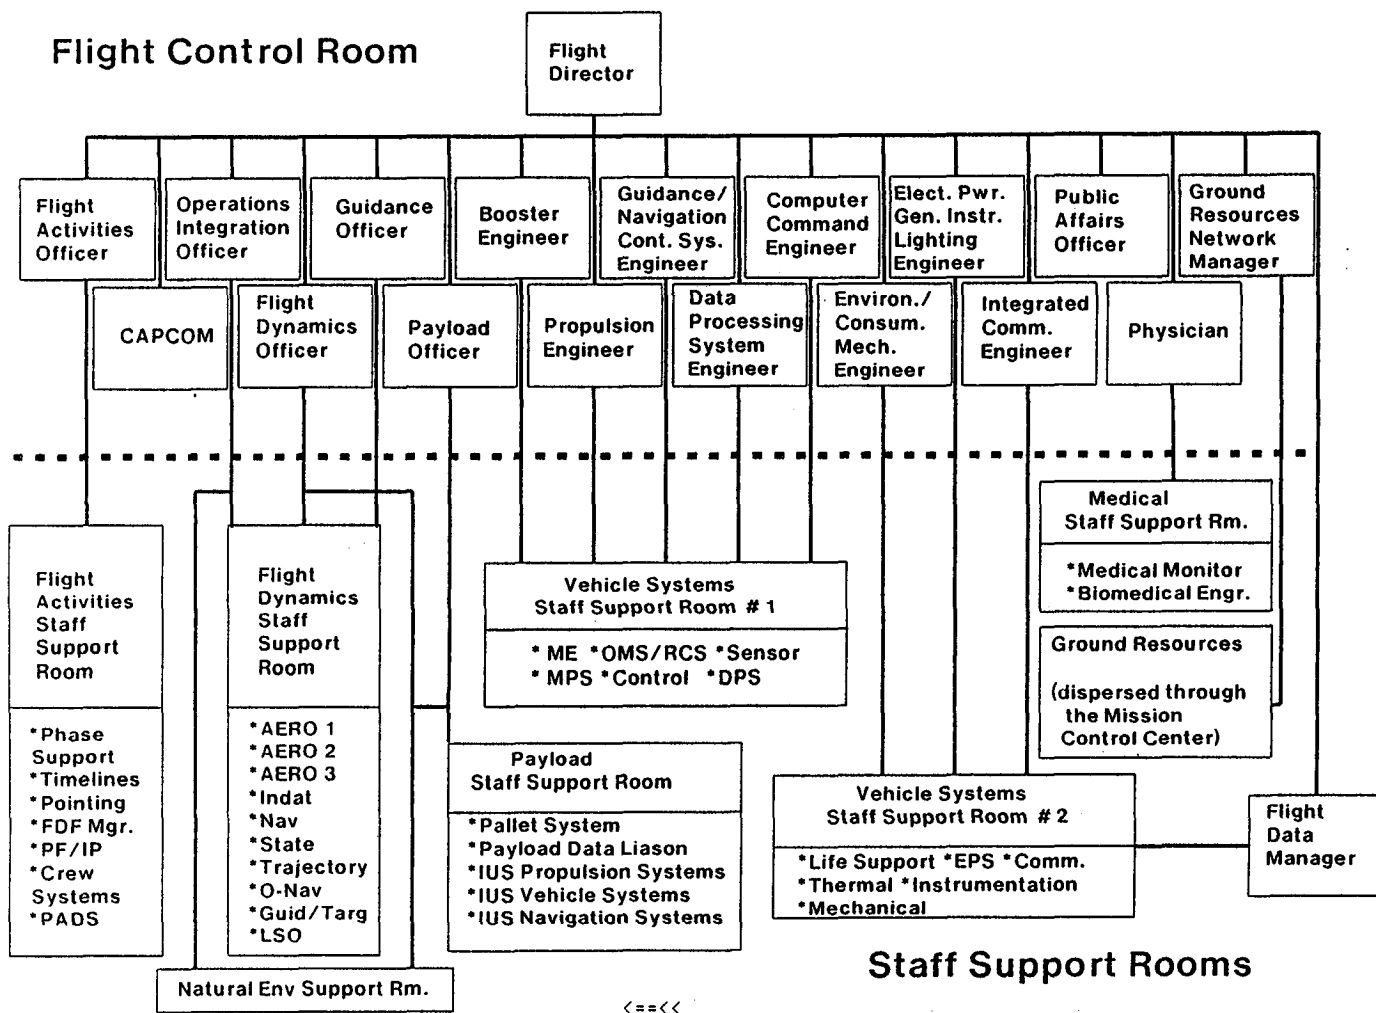 Flight Control Room
Flight
Director
Flight
Activities
Officer
Operations
Integration
Officer
Guidance
Officer
Booster
Engineer
Guidance/
Navigation
Cont. Sys.
Engineer
Computer
Command
Engineer
Elect. Pwr.
Gen. Instr.
Lighting
Engineer
Public
Affairs
Officer
Ground
Resources
Network
Manager
CAPCOM
Flight
Dynamics
Officer
Payload
Officer
Propulsion
Engineer
Data
Processing
System
Engineer
Environ./
Consum.
Mech.
Engineer
Integrated
Comm.
Engineer
Physician
Flight
Activities
Staff
Support
Room
*Phase
Support
*Timelines
*Pointing
*FDF Mgr.
*PF/IP
*Crew
Systems
*PADS
Flight
Dynamics
Staff
Support
Room
*AERO 1
*AERO 2
*AERO 3
*Indat
*Nav
*State
*Trajectory
*O-Nav
*Guid/Targ
*LSO
Natural Env Support Rm.
Vehicle Systems
Staff Support Room # 1
* ME *OMS/RCS *Sensor
* MPS *Control *DPS
Payload
Staff Support Room
*Pallet System
*Payload Data Liason
*IUS Propulsion Systems
*IUS Vehicle Systems
*IUS Navigation Systems
Medical
Staff Support Rm.
*Medical Monitor
*Biomedical Engr.
Ground Resources
(dispersed through
the Mission
Control Center)
Vehicle Systems
Staff Support Room # 2
*Life Support *EPS *Comm.
*Thermal *Instrumentation
*Mechanical
Flight
Data
Manager
Staff Support Rooms
<==<<